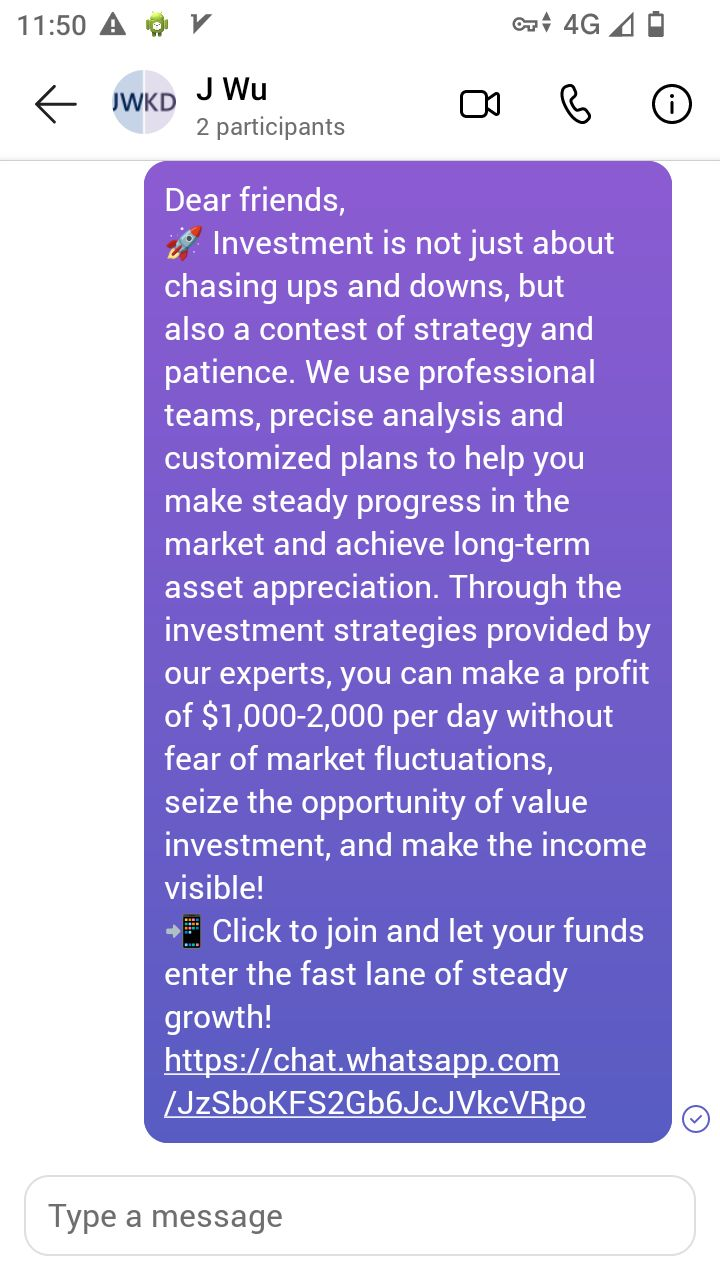 11:50
4G
JWKD
J Wu
2 participants
Dear friends,
🚀 Investment is not just about
chasing ups and downs, but
also a contest of strategy and
patience. We use professional
teams, precise analysis and
customized plans to help you
make steady progress in the
market and achieve long-term
asset appreciation. Through the
investment strategies provided by
our experts, you can make a profit
of $1,000-2,000 per day without
fear of market fluctuations,
seize the opportunity of value
investment, and make the income
visible!
📲 Click to join and let your funds
enter the fast lane of steady
growth!
https://chat.whatsapp.com
/JzSboKFS2Gb6JcJVkcVRpo
Type a message